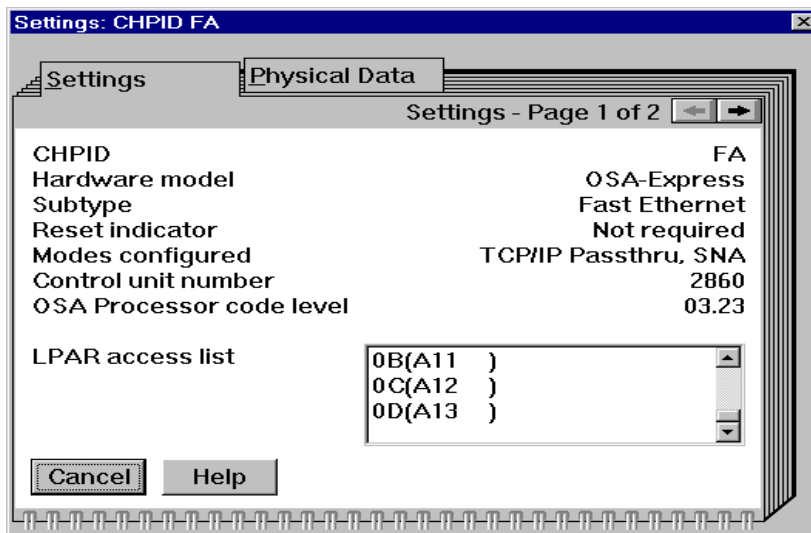 Settings: CHPID FA
Settings
Physical Data
Settings - Page 1 of 2
CHPID FA
Hardware model OSA-Express
Subtype Fast Ethernet
Reset indicator Not required
Modes configured TCP/IP Passthru, SNA
Control unit number 2860
OSA Processor code level 03.23
LPAR access list
0B(A11 )
0C(A12 )
0D(A13 )
Cancel Help